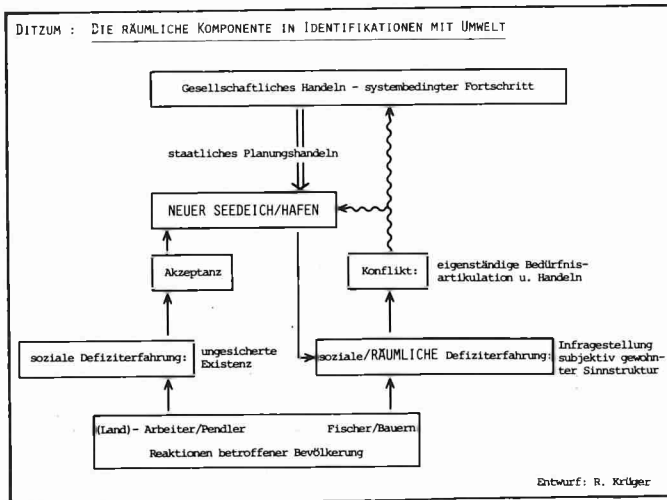 DITZUM : DIE RÄUMLICHE KOMPONENTE IN IDENTIFIKATIONEN MIT UMWELT
Gesellschaftliches Handeln - systembedingter Fortschritt
staatliches Planungshandeln
NEUER SEEDEICH/HAFEN
Akzeptanz
Konflikt:
eigenständige Bedürfnis-
artikulation u. Handeln
soziale Defiziterfahrung:
ungesicherte
Existenz
soziale/RÄUMLICHE Defiziterfahrung:
Infragestellung
subjektiv gewohn-
ter Sinnstruktur
(Land)- Arbeiter/Pendler
Fischer/Bauern
Reaktionen betroffener Bevölkerung
Entwurf: R. Krüger